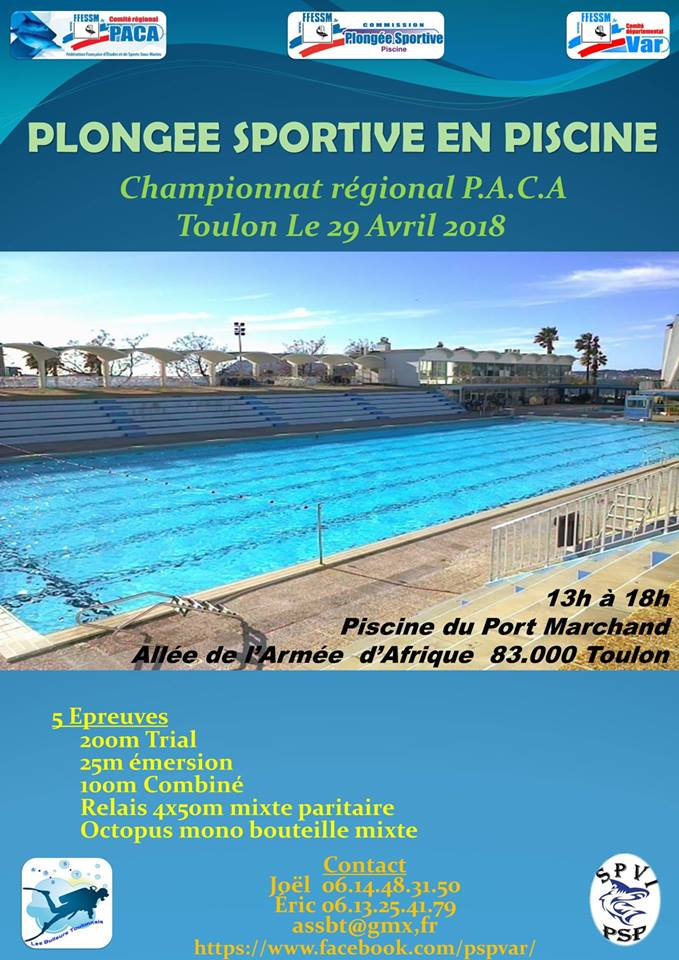 FFESSM
Comité régional
PACA
Fédération Française d'Études et de Sports Sous-Marins
FFESSM
COMMISSION
Plongée Sportive
Piscine
FFESSM
Comité
départemental
Var
PLONGEE SPORTIVE EN PISCINE
Championnat régional P.A.C.A
Toulon Le 29 Avril 2018
13h à 18h
Piscine du Port Marchand
Allée de l'Armée d'Afrique 83.000 Toulon
5 Epreuves
200m Trial
25m émersion
100m Combiné
Relais 4x50m mixte paritaire
Octopus mono bouteille mixte
Contact
Joël 06.14.48.31.50
Éric 06.13.25.41.79
assbt@gmx,fr
https://www.facebook.com/pspvar/
Les Bulleurs Toulonnais
SPVI
PSP